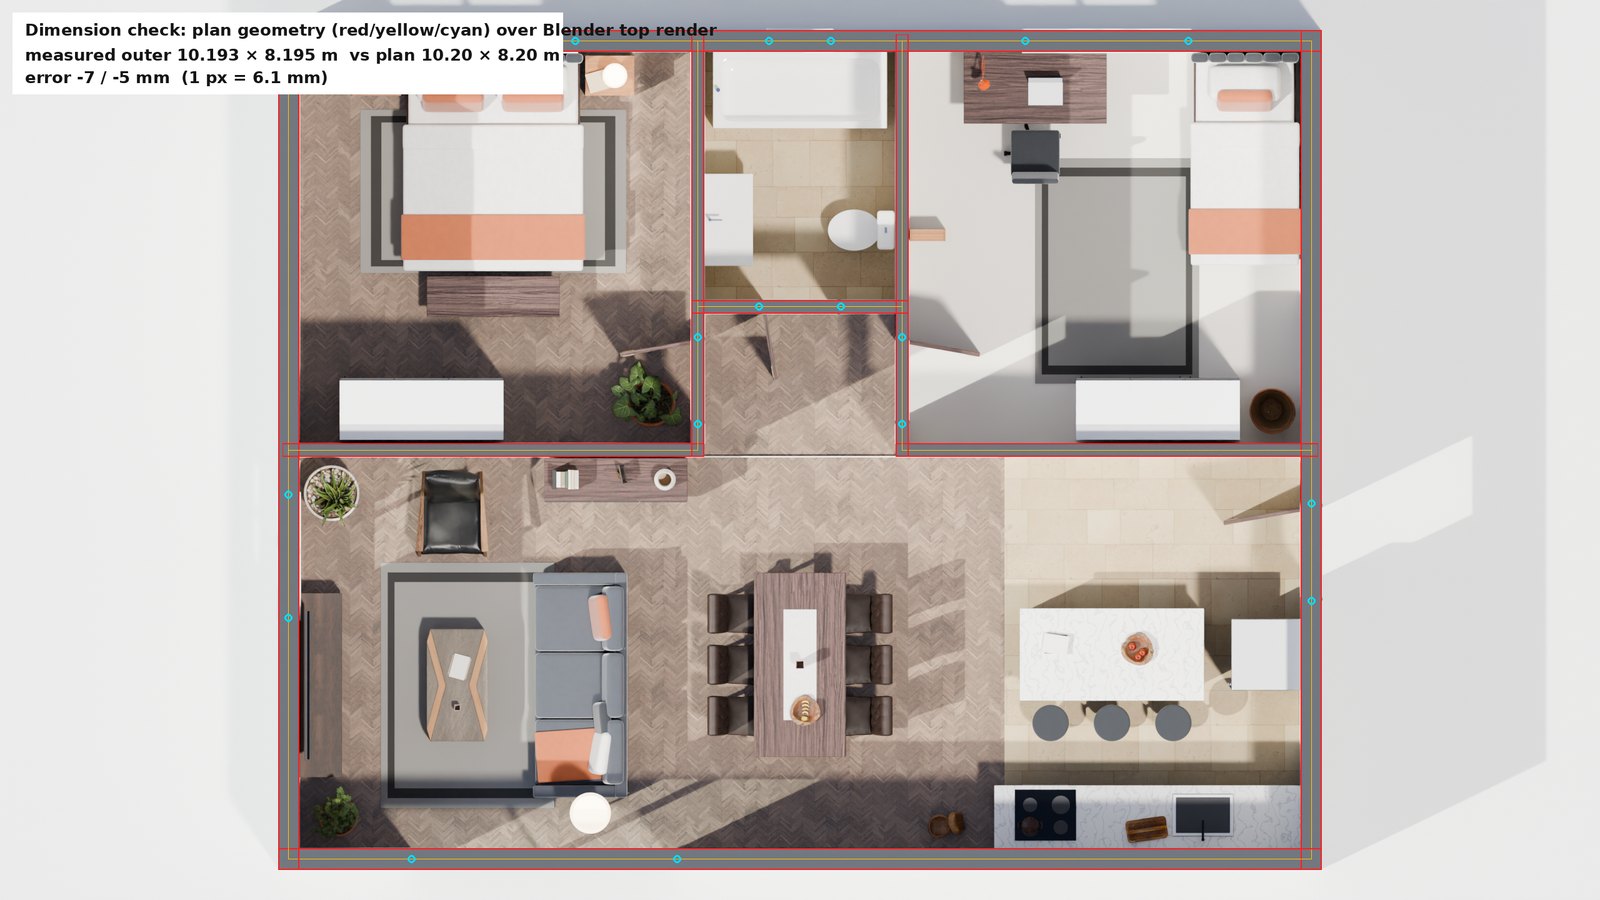 Dimension check: plan geometry (red/yellow/cyan) over Blender top render
measured outer 10.193 × 8.195 m  vs plan 10.20 × 8.20 m
error -7 / -5 mm  (1 px = 6.1 mm)